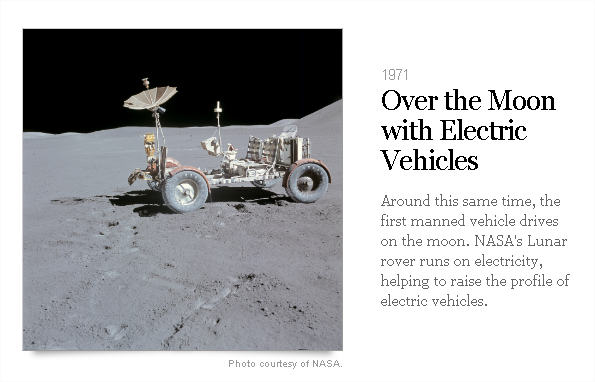 1971
Over the Moon
with Electric
Vehicles
Around this same time, the
first manned vehicle drives
on the moon. NASA's Lunar
rover runs on electricity,
helping to raise the profile of
electric vehicles.
Photo courtesy of NASA.